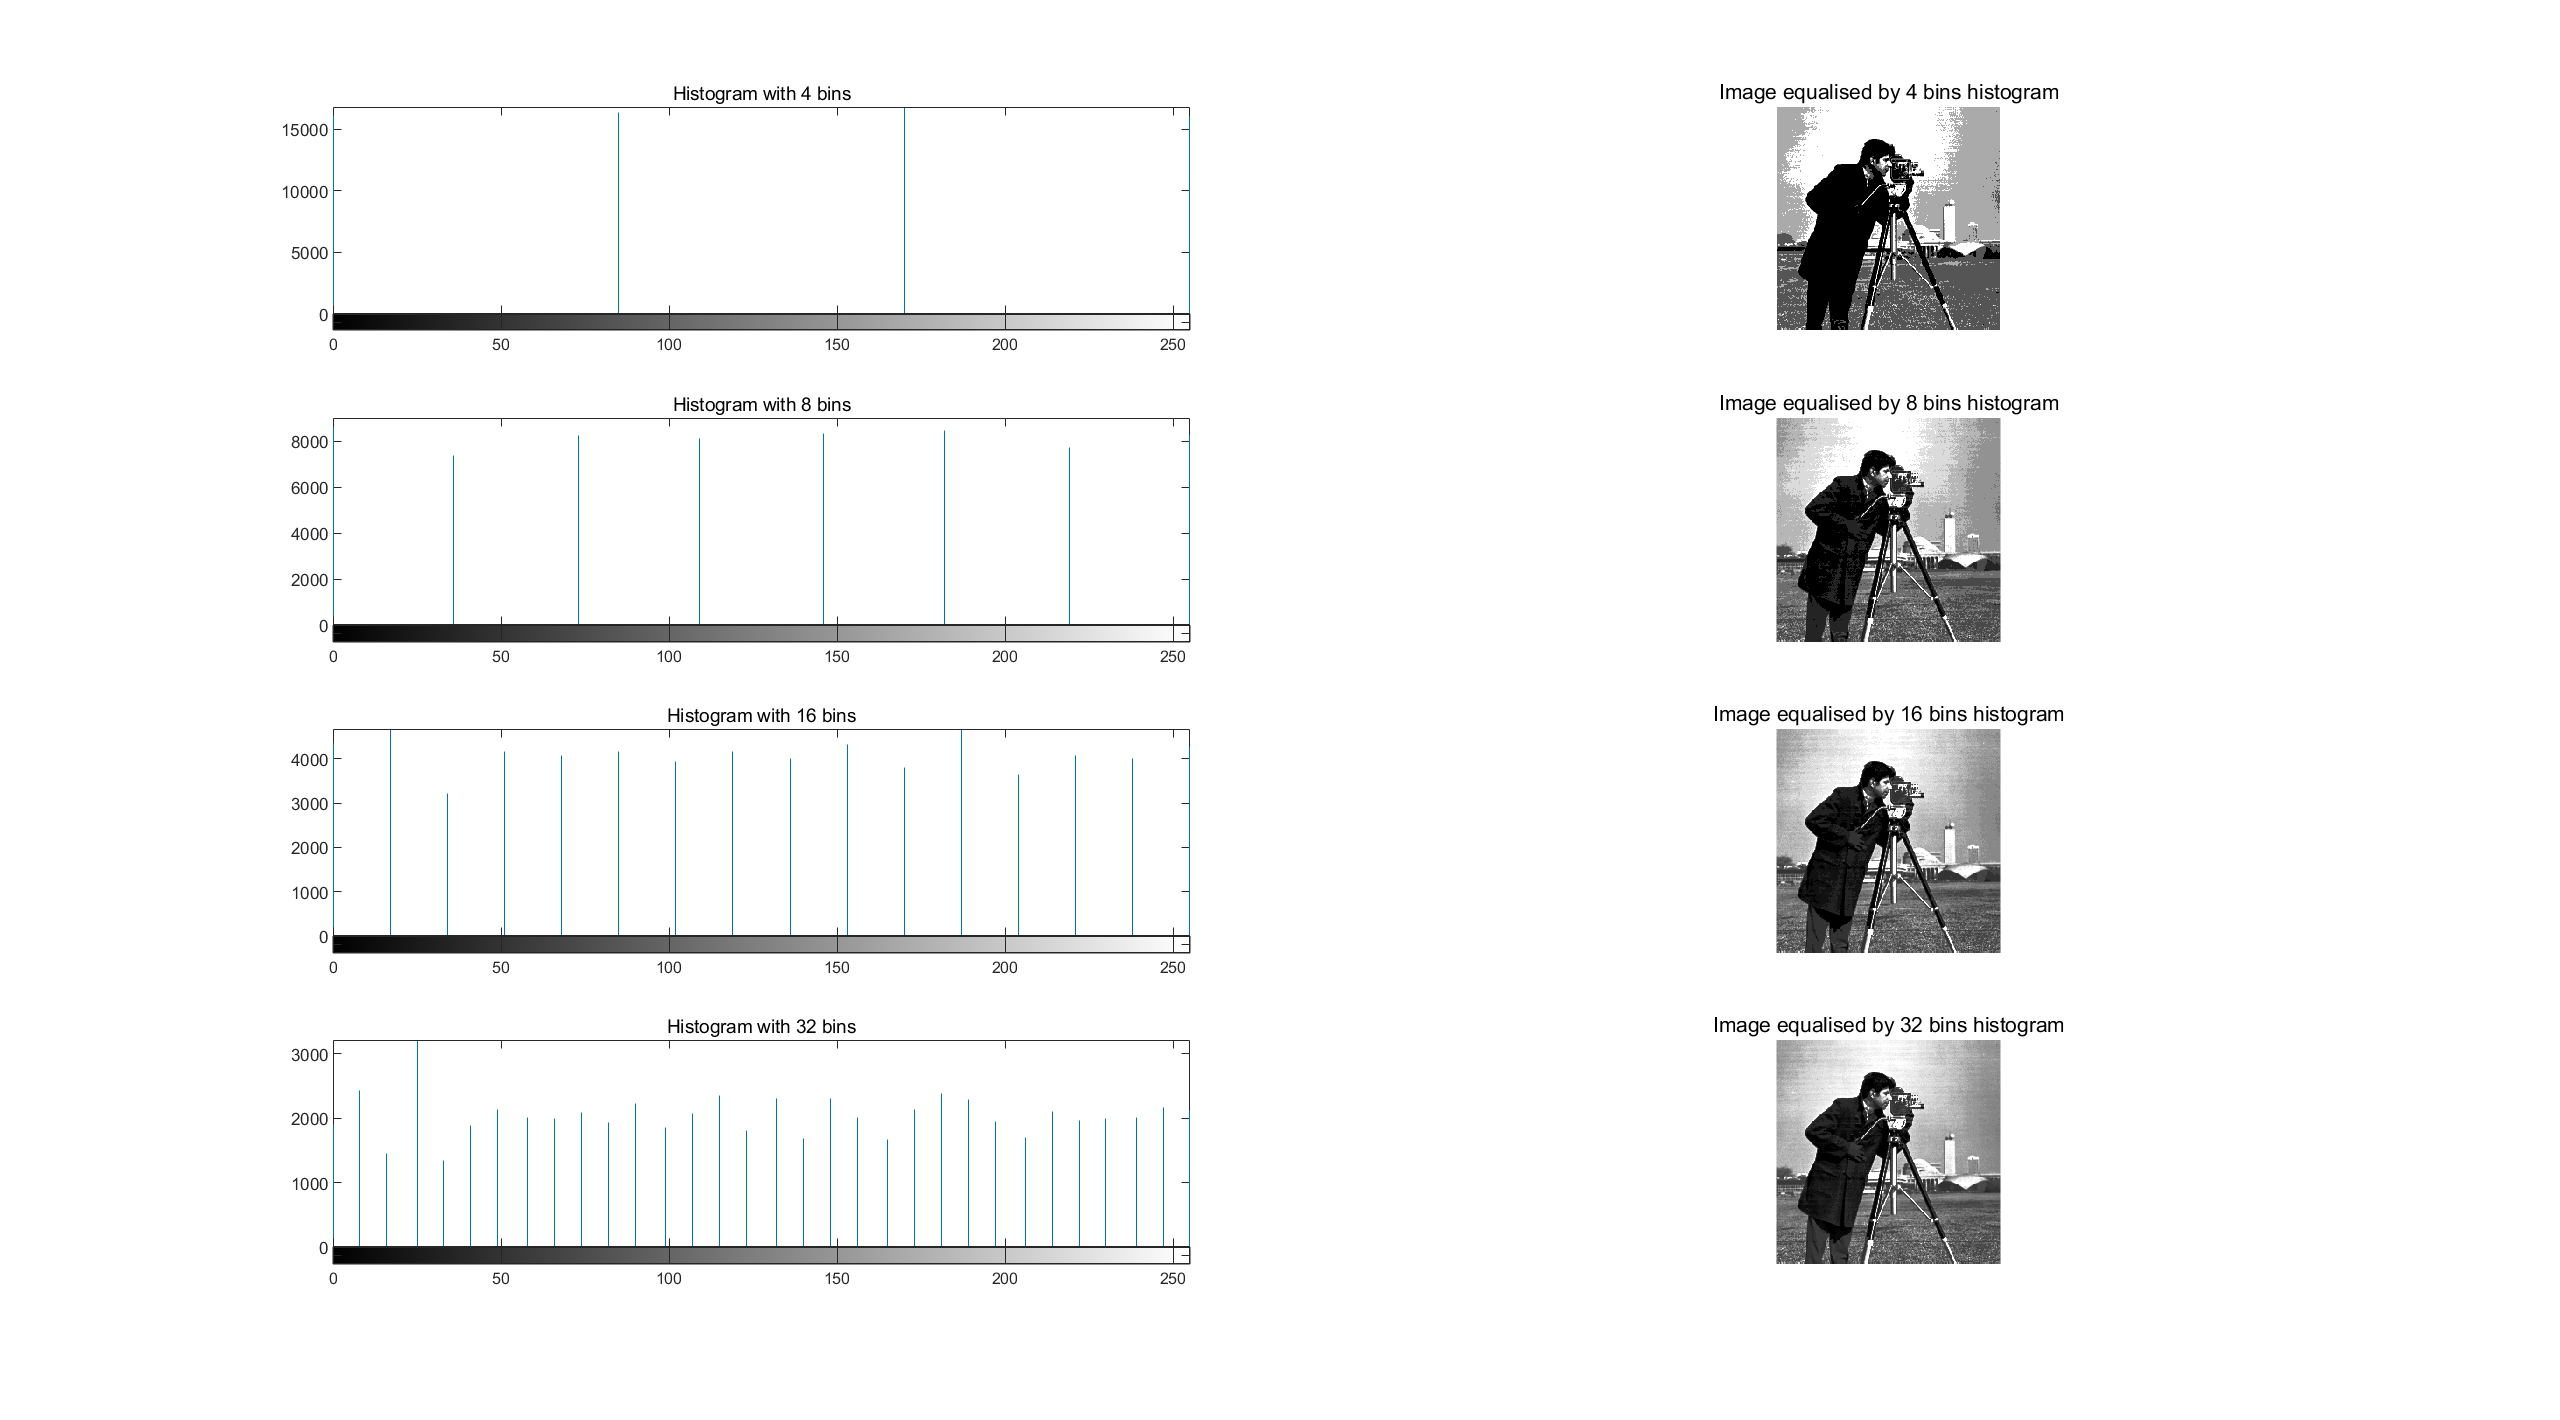 Histogram with 4 bins
15000
10000
5000
0
0 50 100 150 200 250
Image equalised by 4 bins histogram
Histogram with 8 bins
8000
6000
4000
2000
0
0 50 100 150 200 250
Image equalised by 8 bins histogram
Histogram with 16 bins
4000
3000
2000
1000
0
0 50 100 150 200 250
Image equalised by 16 bins histogram
Histogram with 32 bins
3000
2000
1000
0
0 50 100 150 200 250
Image equalised by 32 bins histogram